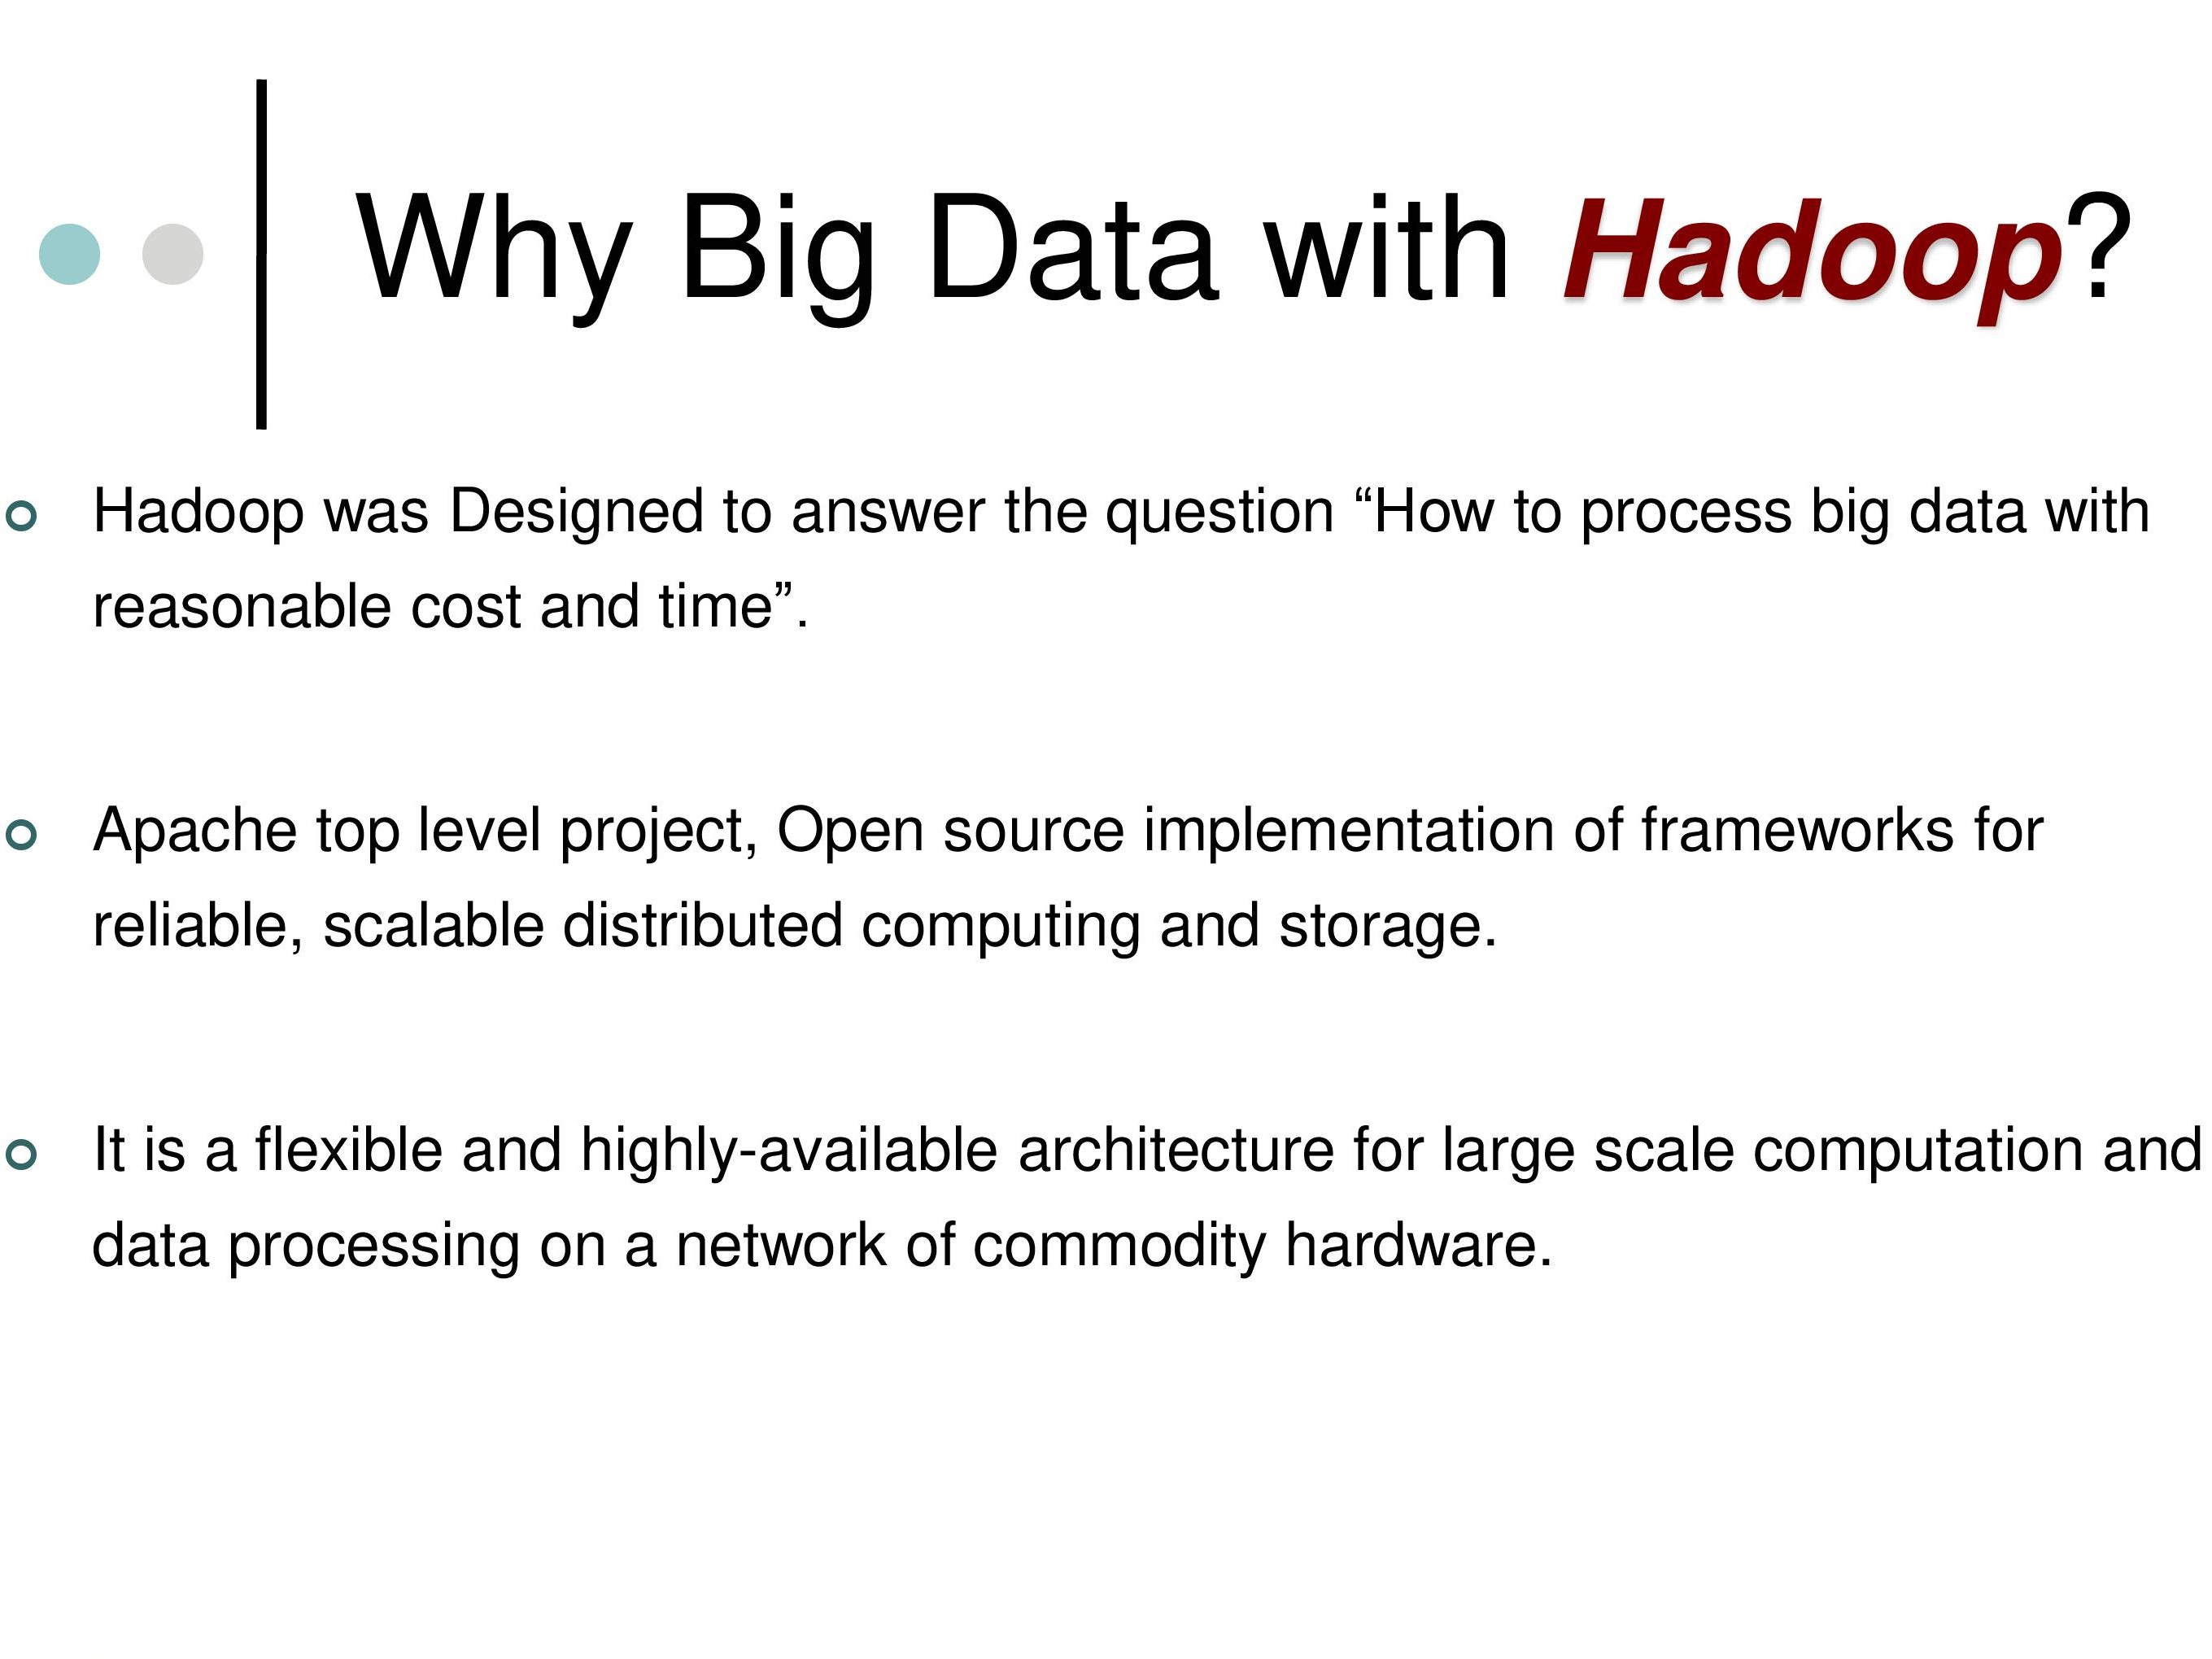 Why Big Data with Hadoop?
Hadoop was Designed to answer the question “How to process big data with
reasonable cost and time”.
Apache top level project, Open source implementation of frameworks for
reliable, scalable distributed computing and storage.
It is a flexible and highly-available architecture for large scale computation and
data processing on a network of commodity hardware.